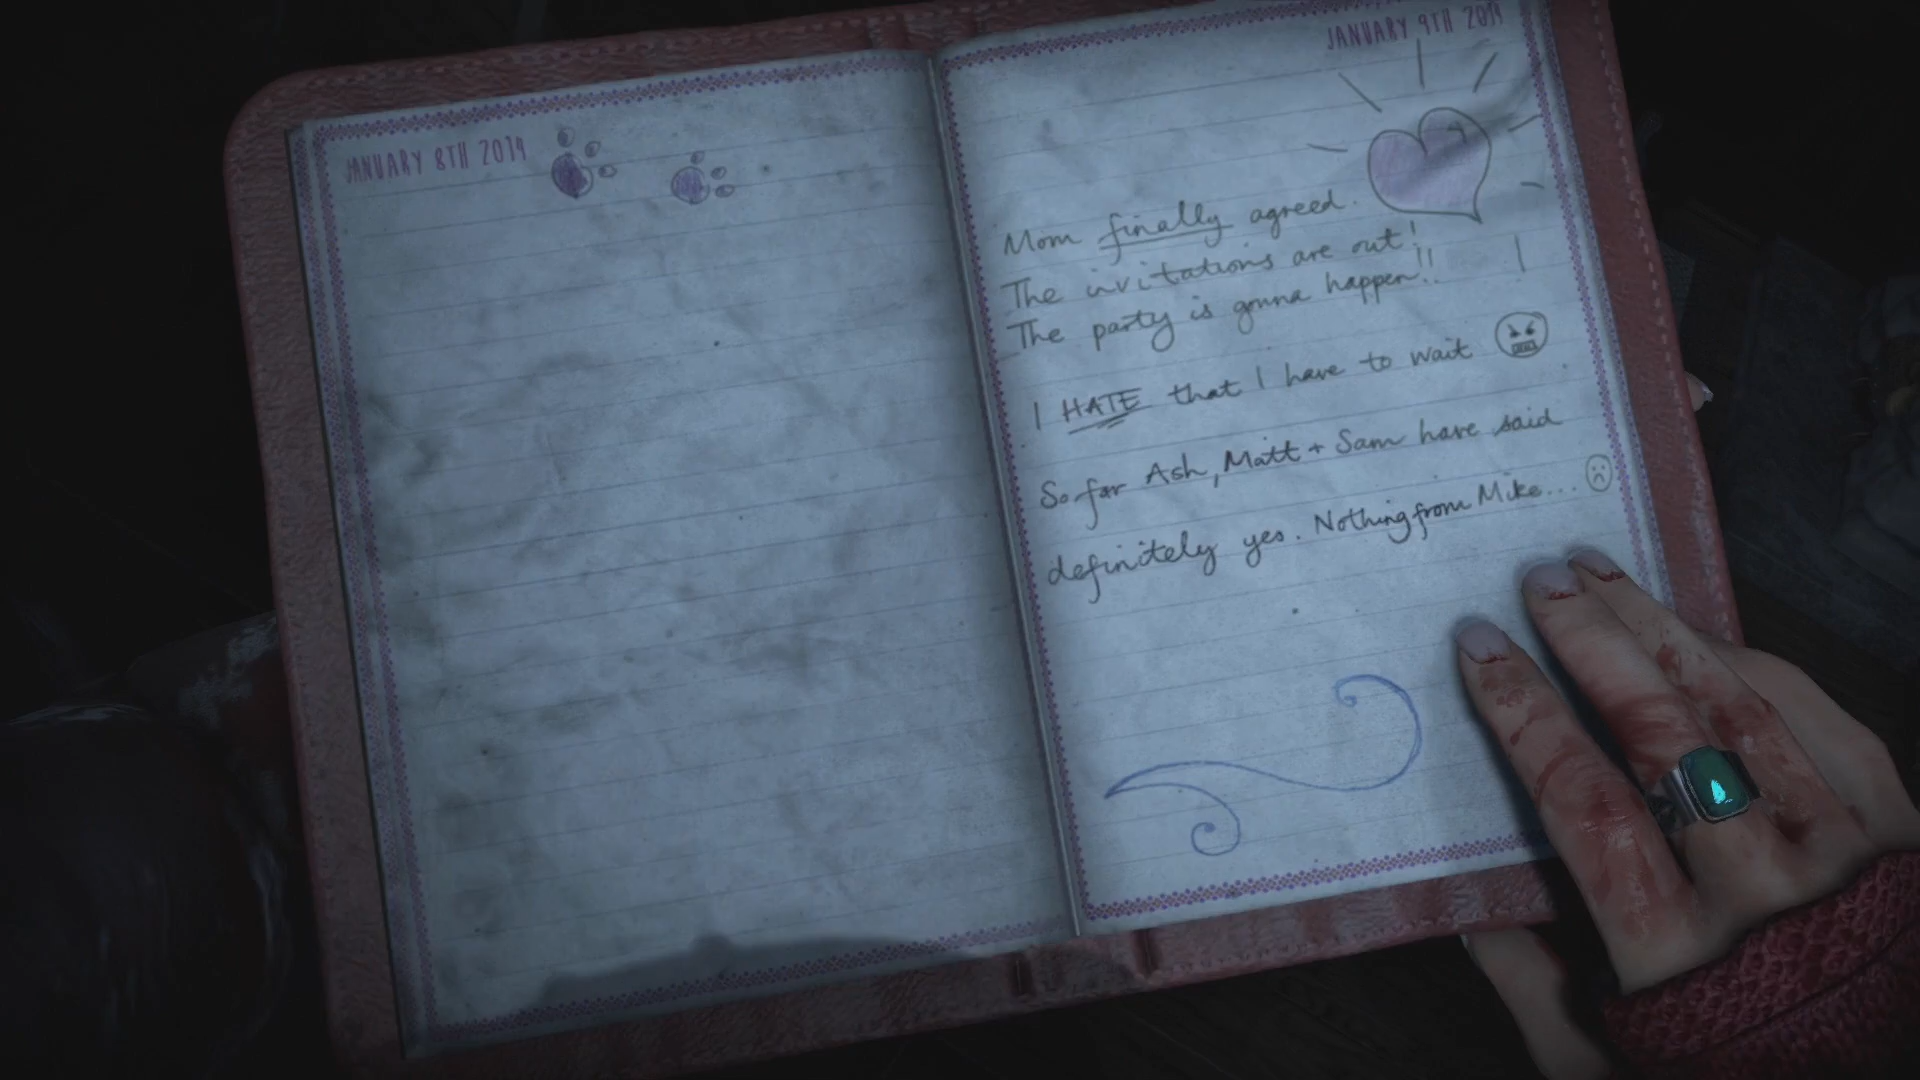 JANUARY 8TH 2014
JANUARY 9TH 2014
Mom finally agreed.
The invitations are out!
The party is gonna happen!!
I HATE that I have to wait
So far Ash, Matt + Sam have said
definitely yes. Nothing from Mike...